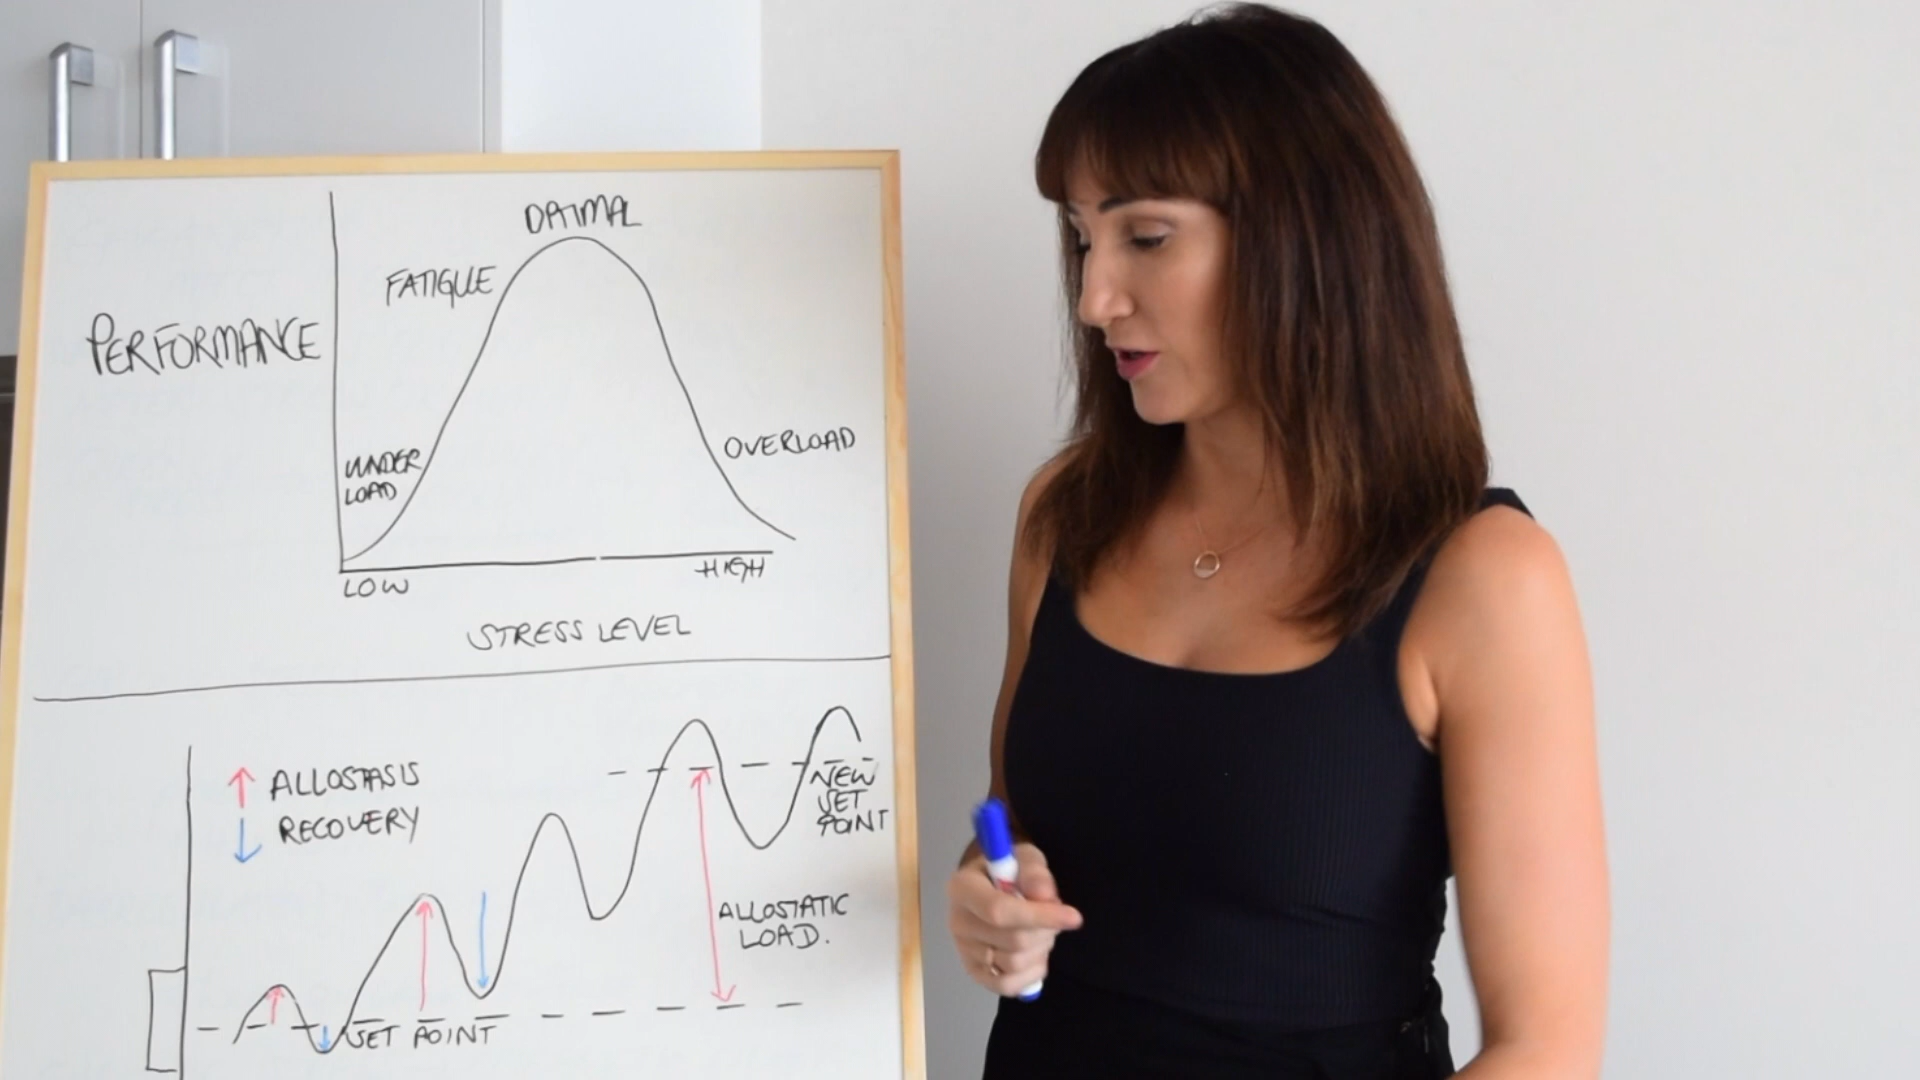 OPTIMAL
FATIGUE
PERFORMANCE
OVERLOAD
UNDER
LOAD
LOW
HIGH
STRESS LEVEL
↑ ALLOSTASIS
↓ RECOVERY
NEW
SET
POINT
ALLOSTATIC
LOAD.
SET POINT